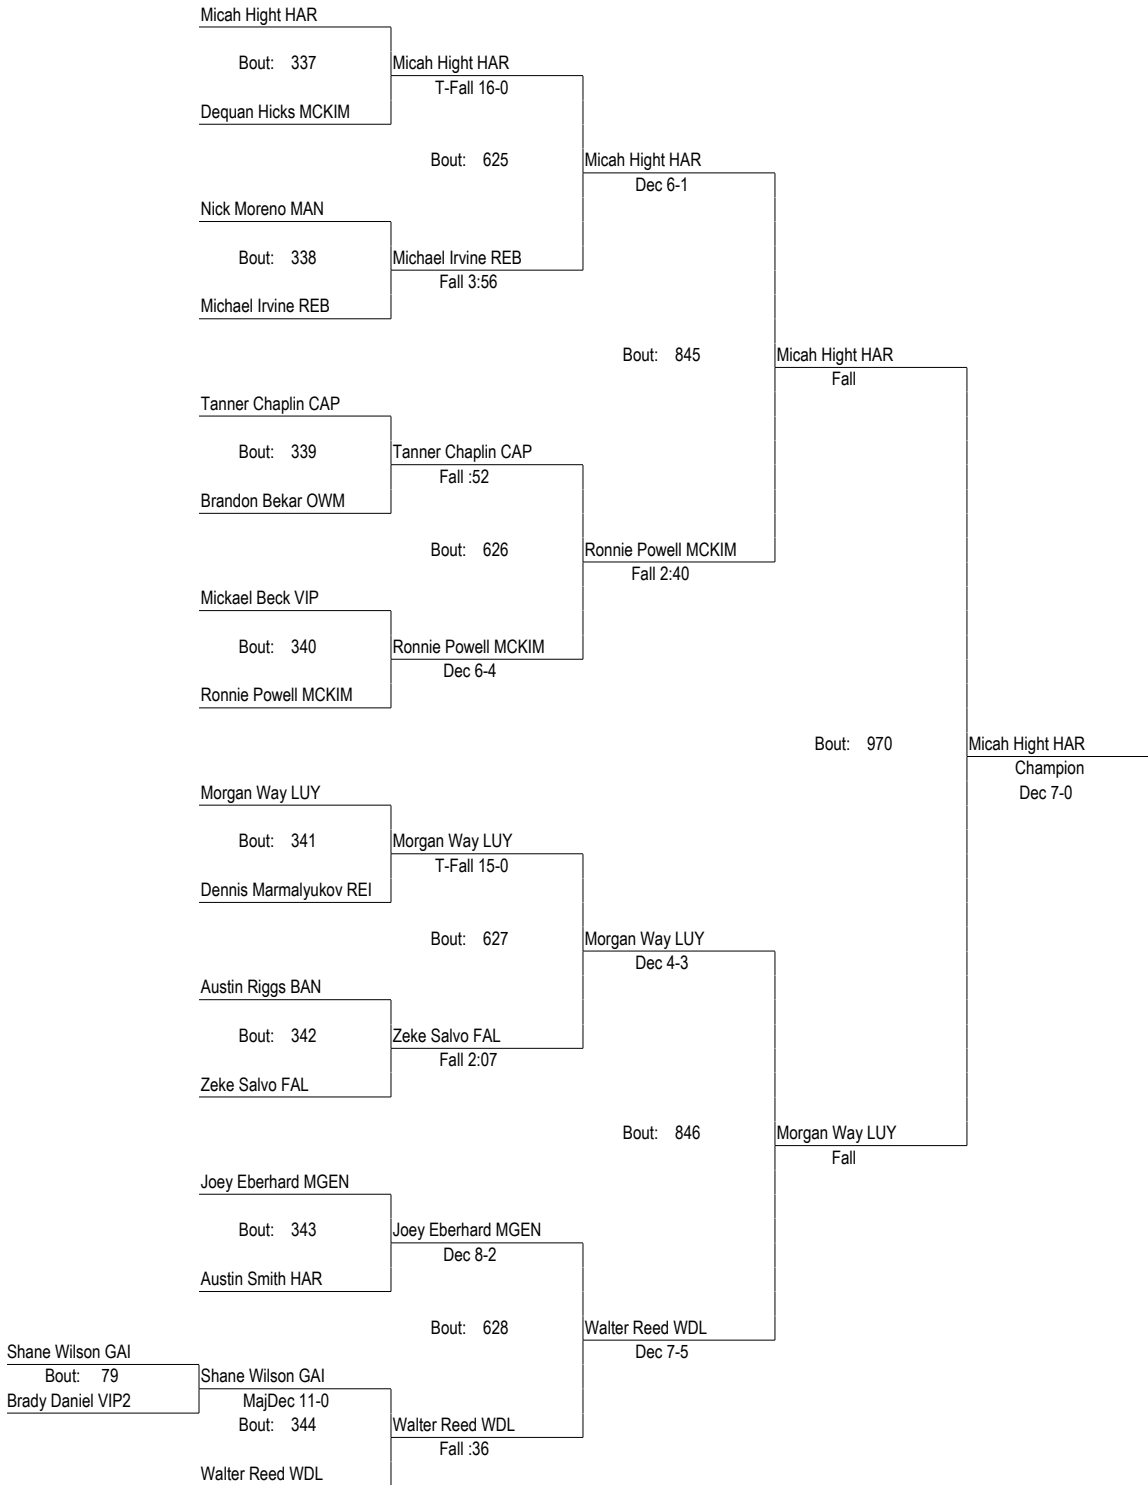 Micah Hight HAR
Bout: 337
Micah Hight HAR
T-Fall 16-0
Dequan Hicks MCKIM
Bout: 625
Micah Hight HAR
Dec 6-1
Nick Moreno MAN
Bout: 338
Michael Irvine REB
Fall 3:56
Michael Irvine REB
Bout: 845
Micah Hight HAR
Fall
Tanner Chaplin CAP
Bout: 339
Tanner Chaplin CAP
Fall :52
Brandon Bekar OWM
Bout: 626
Ronnie Powell MCKIM
Fall 2:40
Mickael Beck VIP
Bout: 340
Ronnie Powell MCKIM
Dec 6-4
Ronnie Powell MCKIM
Bout: 970
Micah Hight HAR
Champion
Dec 7-0
Morgan Way LUY
Bout: 341
Morgan Way LUY
T-Fall 15-0
Dennis Marmalyukov REI
Bout: 627
Morgan Way LUY
Dec 4-3
Austin Riggs BAN
Bout: 342
Zeke Salvo FAL
Fall 2:07
Zeke Salvo FAL
Bout: 846
Morgan Way LUY
Fall
Joey Eberhard MGEN
Bout: 343
Joey Eberhard MGEN
Dec 8-2
Austin Smith HAR
Bout: 628
Walter Reed WDL
Dec 7-5
Shane Wilson GAI
Bout: 79
Shane Wilson GAI
Brady Daniel VIP2
MajDec 11-0
Bout: 344
Walter Reed WDL
Fall :36
Walter Reed WDL